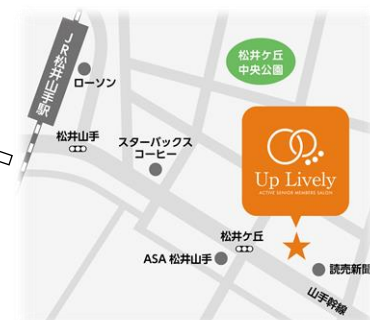 JR松井山手駅
ローソン
松井ケ丘
中央公園
松井山手
スターバックス
コーヒー
Up Lively
ACTIVE SENIOR MEMBERS SALON
松井ケ丘
ASA 松井山手
読売新聞
山手幹線